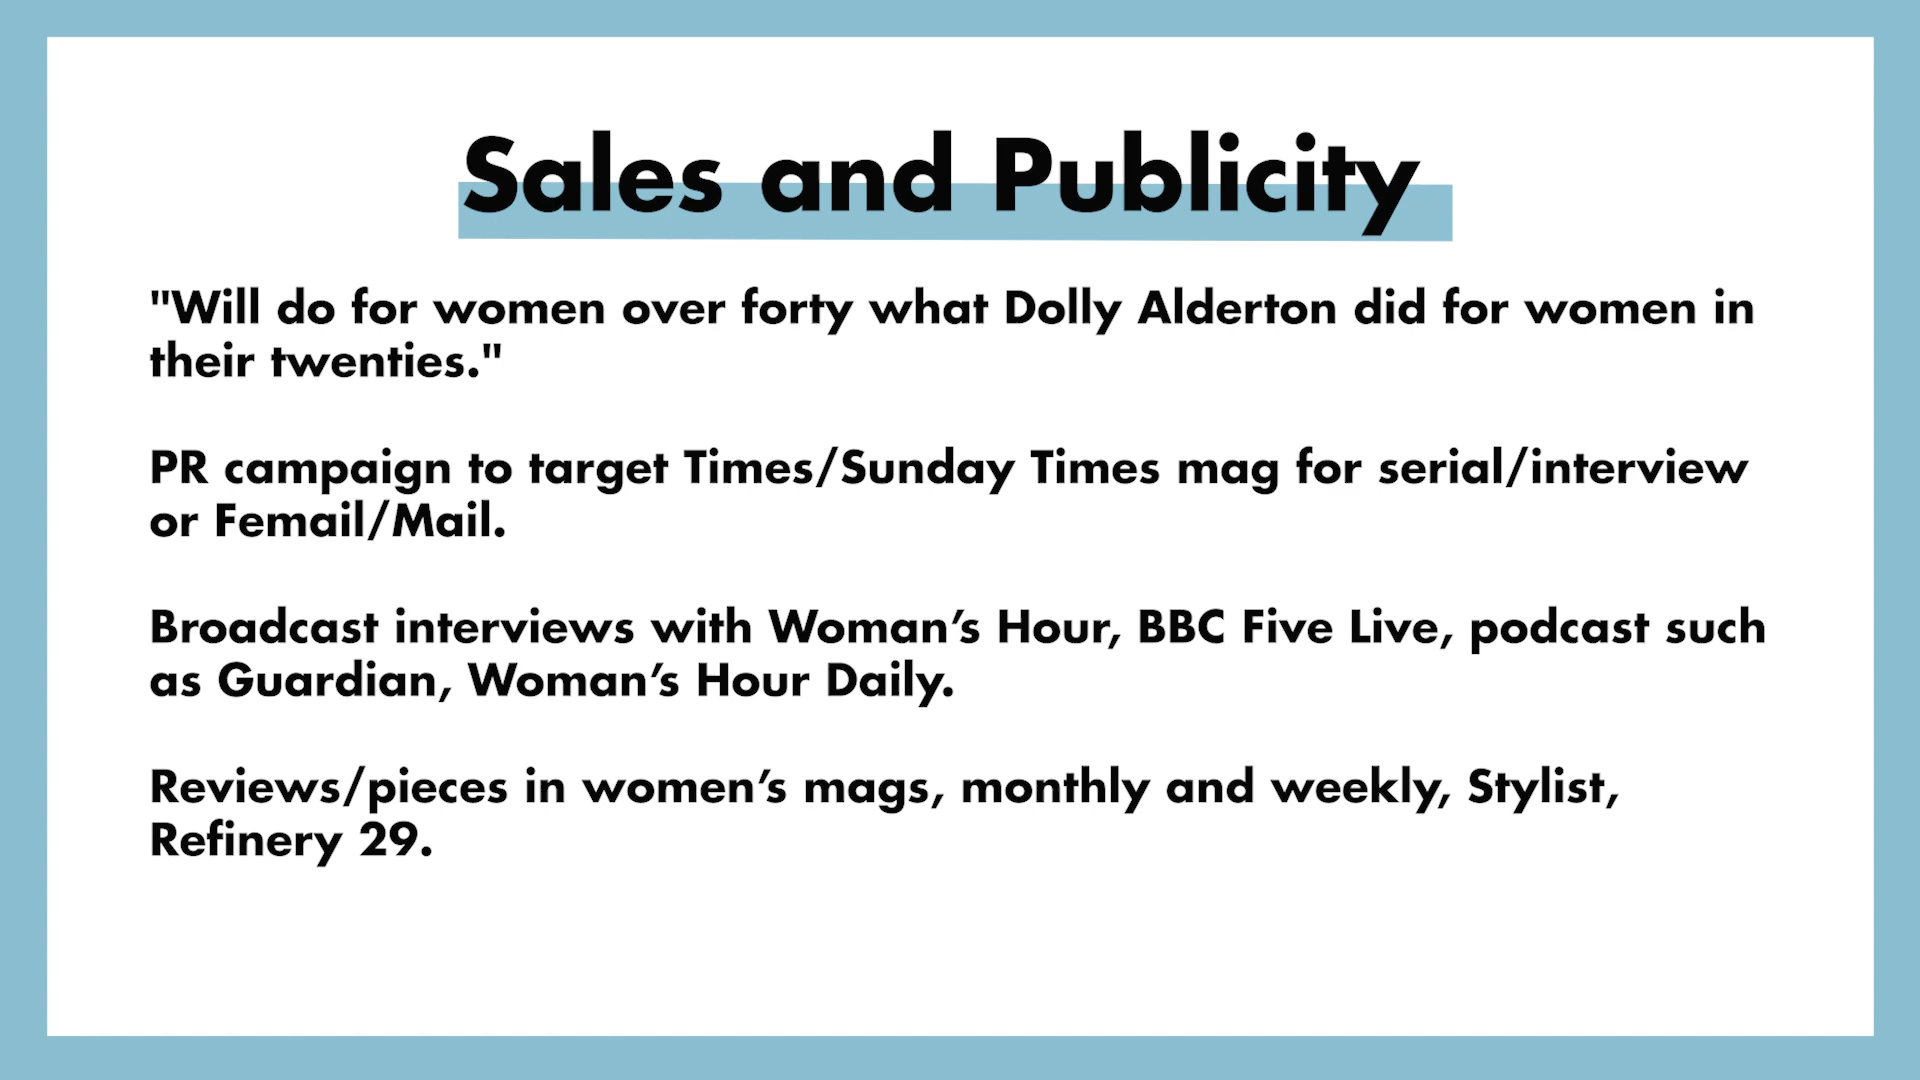 Sales and Publicity
"Will do for women over forty what Dolly Alderton did for women in
their twenties."
PR campaign to target Times/Sunday Times mag for serial/interview
or Femail/Mail.
Broadcast interviews with Woman’s Hour, BBC Five Live, podcast such
as Guardian, Woman’s Hour Daily.
Reviews/pieces in women’s mags, monthly and weekly, Stylist,
Refinery 29.